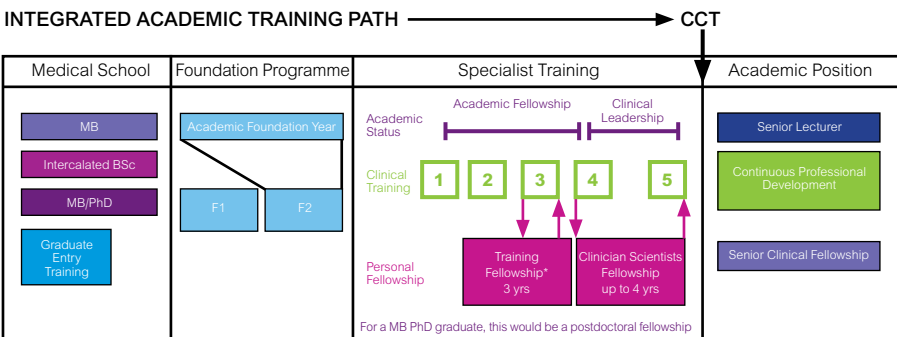 INTEGRATED ACADEMIC TRAINING PATH
CCT
Medical School
Foundation Programme
Specialist Training
Academic Position
MB
Intercalated BSc
MB/PhD
Graduate
Entry
Training
Academic Foundation Year
F1
F2
Academic
Status
Academic Fellowship
Clinical
Leadership
Clinical
Training
1
2
3
4
5
Personal
Fellowship
Training
Fellowship*
3 yrs
Clinician Scientists
Fellowship
up to 4 yrs
For a MB PhD graduate, this would be a postdoctoral fellowship
Senior Lecturer
Continuous Professional
Development
Senior Clinical Fellowship